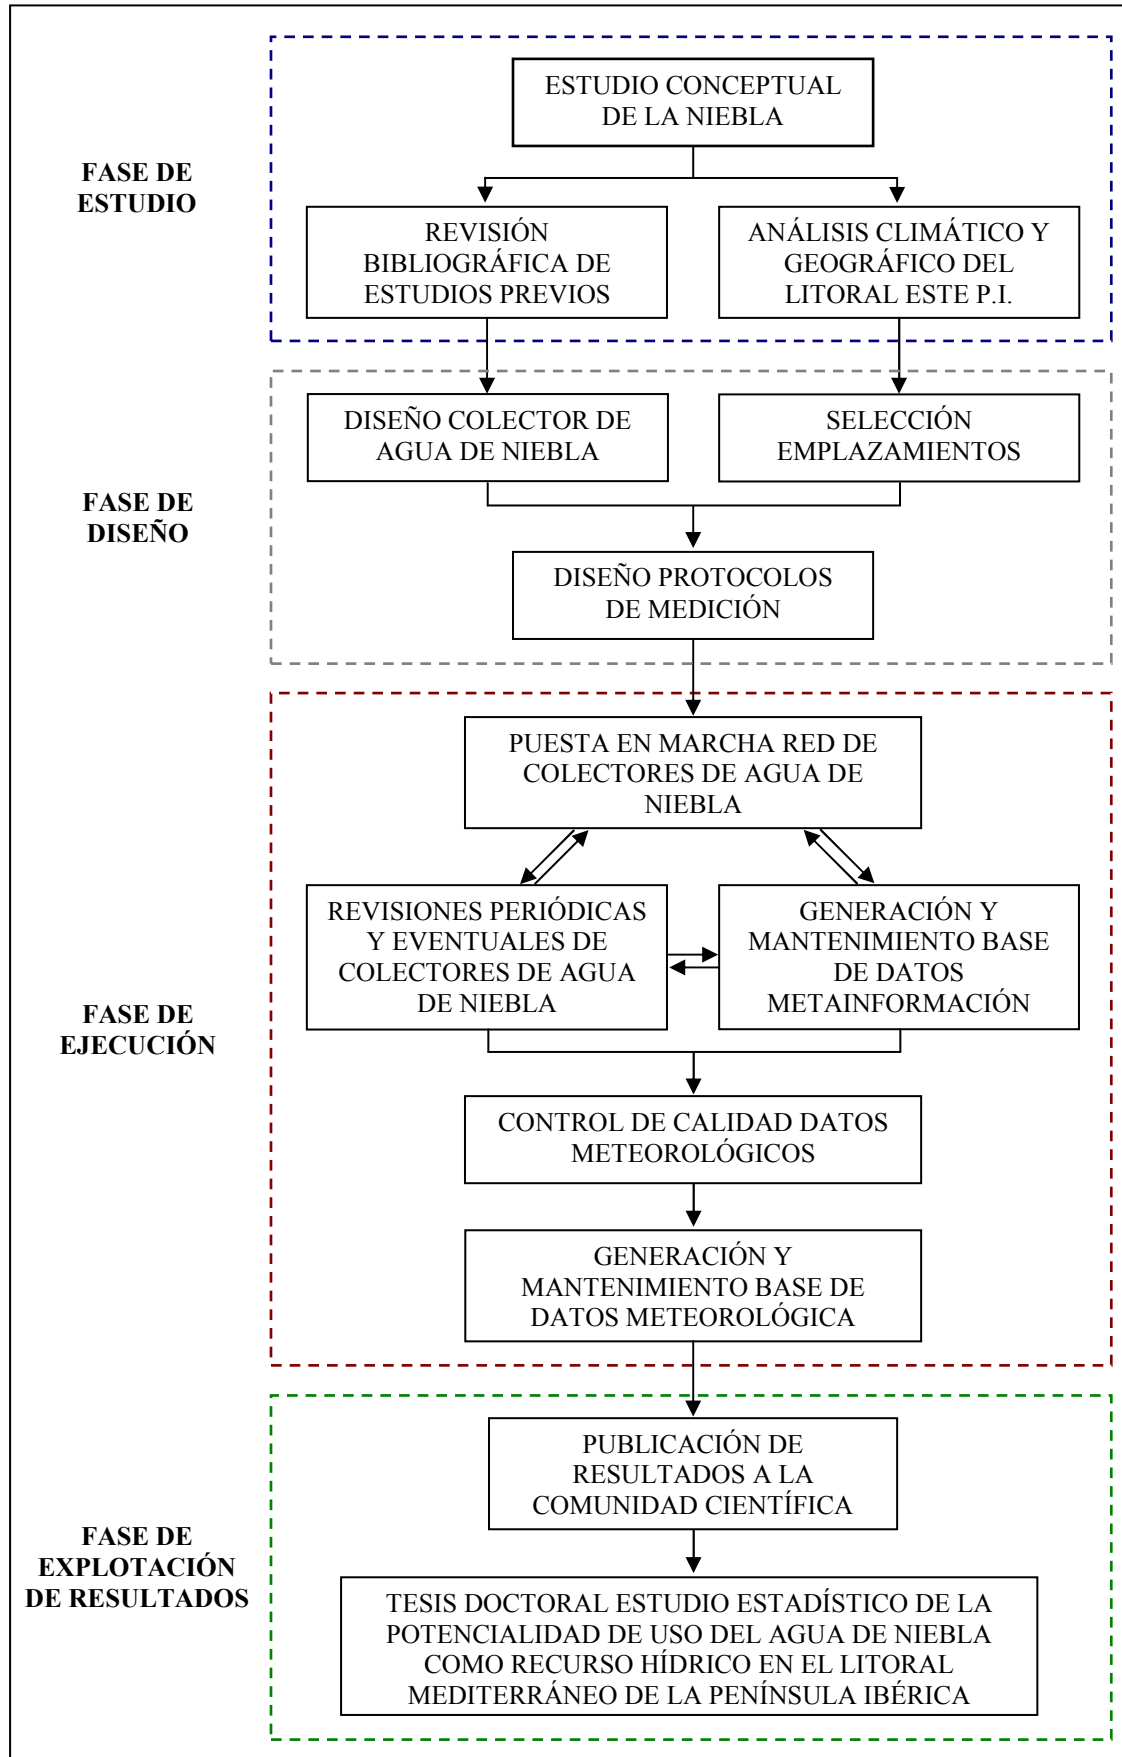 ESTUDIO CONCEPTUAL
DE LA NIEBLA
FASE DE
ESTUDIO
REVISIÓN
BIBLIOGRÁFICA DE
ESTUDIOS PREVIOS
ANÁLISIS CLIMÁTICO Y
GEOGRÁFICO DEL
LITORAL ESTE P.I.
DISEÑO COLECTOR DE
AGUA DE NIEBLA
SELECCIÓN
EMPLAZAMIENTOS
FASE DE
DISEÑO
DISEÑO PROTOCOLOS
DE MEDICIÓN
PUESTA EN MARCHA RED DE
COLECTORES DE AGUA DE
NIEBLA
REVISIONES PERIÓDICAS
Y EVENTUALES DE
COLECTORES DE AGUA
DE NIEBLA
GENERACIÓN Y
MANTENIMIENTO BASE
DE DATOS
METAINFORMACIÓN
FASE DE
EJECUCIÓN
CONTROL DE CALIDAD DATOS
METEOROLÓGICOS
GENERACIÓN Y
MANTENIMIENTO BASE DE
DATOS METEOROLÓGICA
PUBLICACIÓN DE
RESULTADOS A LA
COMUNIDAD CIENTÍFICA
FASE DE
EXPLOTACIÓN
DE RESULTADOS
TESIS DOCTORAL ESTUDIO ESTADÍSTICO DE LA
POTENCIALIDAD DE USO DEL AGUA DE NIEBLA
COMO RECURSO HÍDRICO EN EL LITORAL
MEDITERRÁNEO DE LA PENÍNSULA IBÉRICA